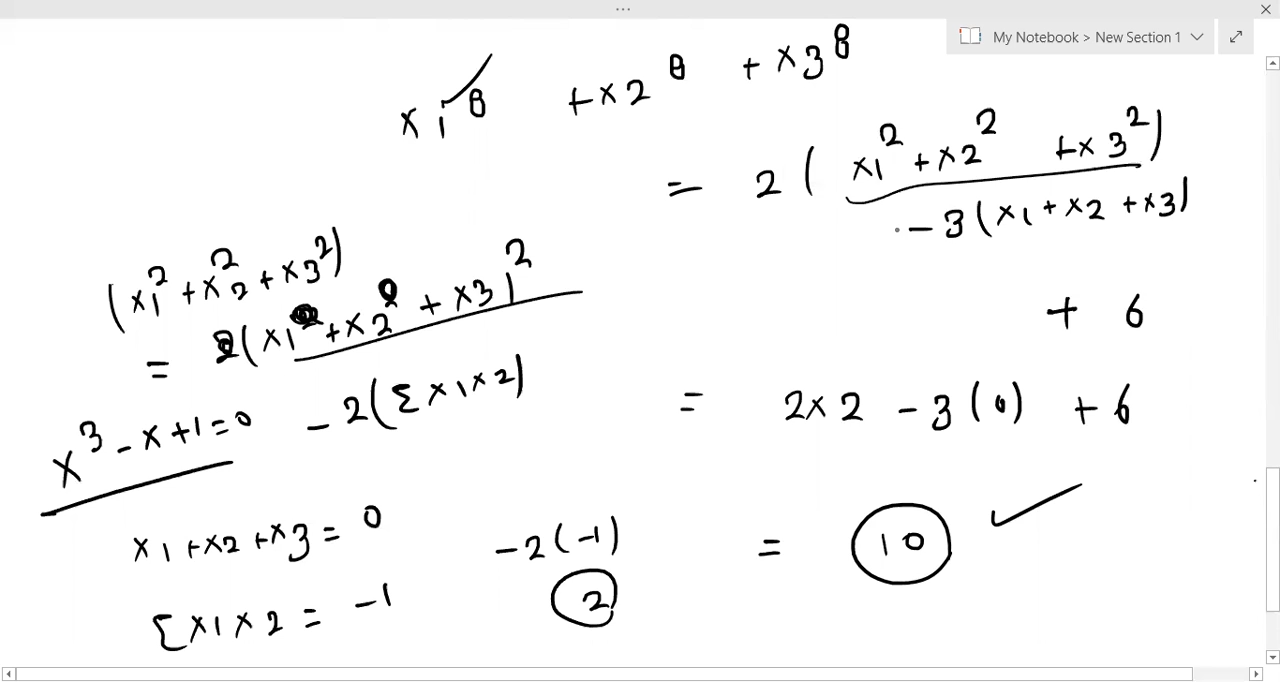 My Notebook > New Section 1
x1^8 + x2^8 + x3^8
= 2(x1^2 + x2^2 + x3^2)
- 3(x1 + x2 + x3)
+ 6
= 2x2 - 3(0) + 6
= 10
(x1^2 + x2^2 + x3^2)
= (x1 + x2 + x3)^2
- 2(Σx1x2)
x^3 - x + 1 = 0
x1 + x2 + x3 = 0
Σx1x2 = -1
-2(-1)
2